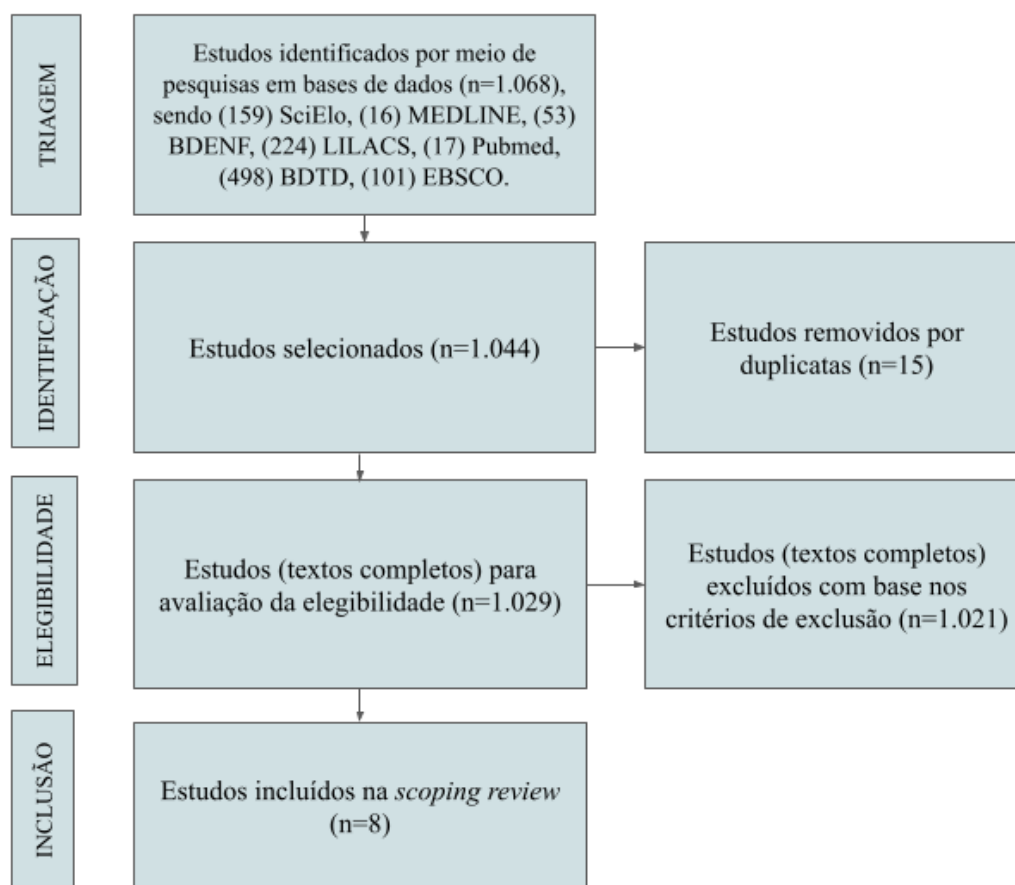 TRIAGEM
Estudos identificados por meio de
pesquisas em bases de dados (n=1.068),
sendo (159) SciElo, (16) MEDLINE, (53)
BDENF, (224) LILACS, (17) Pubmed,
(498) BDTD, (101) EBSCO.
IDENTIFICAÇÃO
Estudos selecionados (n=1.044)
Estudos removidos por
duplicatas (n=15)
ELEGIBILIDADE
Estudos (textos completos) para
avaliação da elegibilidade (n=1.029)
Estudos (textos completos)
excluídos com base nos
critérios de exclusão (n=1.021)
INCLUSÃO
Estudos incluídos na scoping review
(n=8)